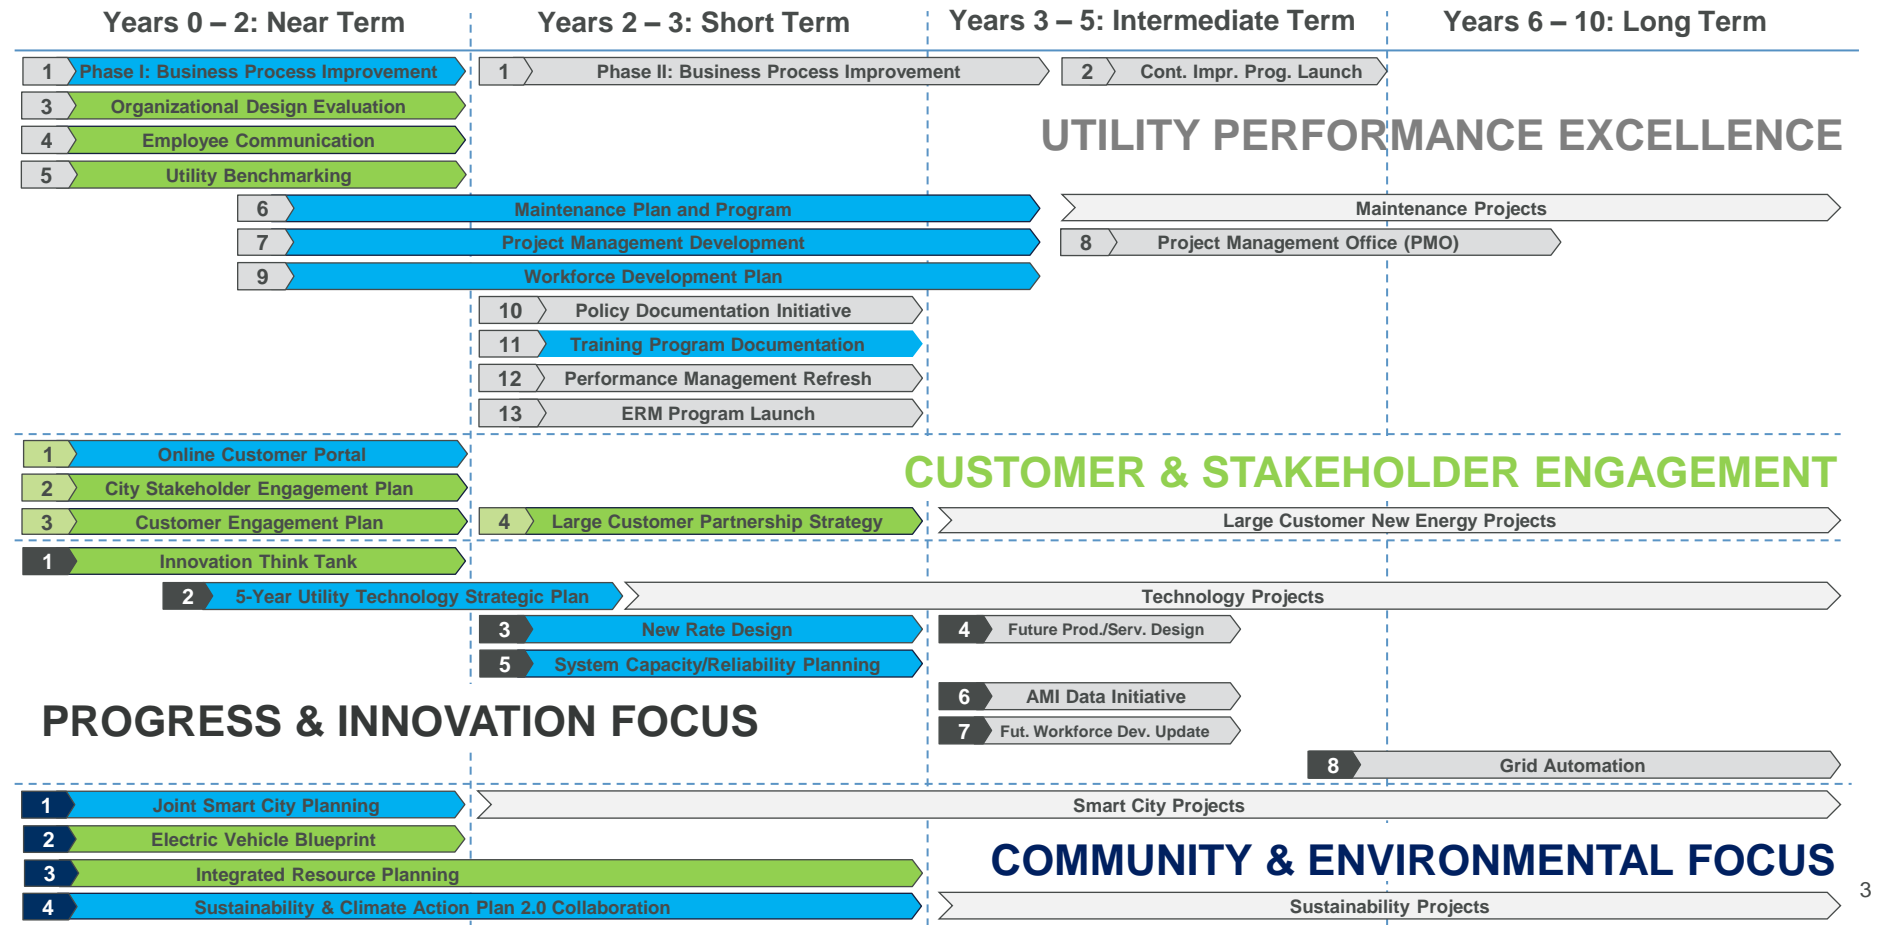 Years 0 – 2: Near Term
Years 2 – 3: Short Term
Years 3 – 5: Intermediate Term
Years 6 – 10: Long Term
1 Phase I: Business Process Improvement
1 Phase II: Business Process Improvement
2 Cont. Impr. Prog. Launch
3 Organizational Design Evaluation
4 Employee Communication
UTILITY PERFORMANCE EXCELLENCE
5 Utility Benchmarking
6 Maintenance Plan and Program
Maintenance Projects
7 Project Management Development
8 Project Management Office (PMO)
9 Workforce Development Plan
10 Policy Documentation Initiative
11 Training Program Documentation
12 Performance Management Refresh
13 ERM Program Launch
1 Online Customer Portal
CUSTOMER & STAKEHOLDER ENGAGEMENT
2 City Stakeholder Engagement Plan
3 Customer Engagement Plan
4 Large Customer Partnership Strategy
Large Customer New Energy Projects
1 Innovation Think Tank
2 5-Year Utility Technology Strategic Plan
Technology Projects
3 New Rate Design
4 Future Prod./Serv. Design
5 System Capacity/Reliability Planning
6 AMI Data Initiative
PROGRESS & INNOVATION FOCUS
7 Fut. Workforce Dev. Update
8 Grid Automation
1 Joint Smart City Planning
Smart City Projects
2 Electric Vehicle Blueprint
COMMUNITY & ENVIRONMENTAL FOCUS
3 Integrated Resource Planning
4 Sustainability & Climate Action Plan 2.0 Collaboration
Sustainability Projects
3